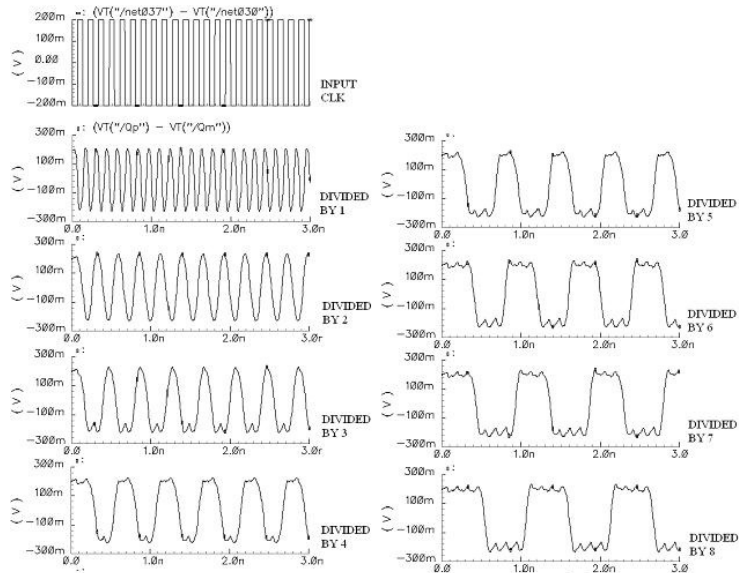 =: (VT("/net037") − VT("/net030"))
200m
100m
0.00
−100m
−200m
(V)
INPUT
CLK
=: (VT("/Qp") − VT("/Qm"))
300m
100m
−100m
−300m
(V)
0.0 1.0n 2.0n 3.0n
DIVIDED
BY 1
300m
100m
−100m
−300m
(V)
0.0 1.0n 2.0n 3.0r
DIVIDED
BY 2
300m
100m
−100m
−300m
(V)
0.0 1.0n 2.0n 3.0r
DIVIDED
BY 3
300m
100m
−100m
−300m
(V)
0.0 1.0n 2.0n 3.0r
DIVIDED
BY 4
300m
100m
−100m
−300m
(V)
0.0 1.0n 2.0n 3.0n
DIVIDED
BY 5
300m
100m
−100m
−300m
(V)
0.0 1.0n 2.0n 3.0n
DIVIDED
BY 6
300m
100m
−100m
−300m
(V)
0.0 1.0n 2.0n 3.0n
DIVIDED
BY 7
300m
100m
−100m
−300m
(V)
0.0 1.0n 2.0n 3.0n
DIVIDED
BY 8